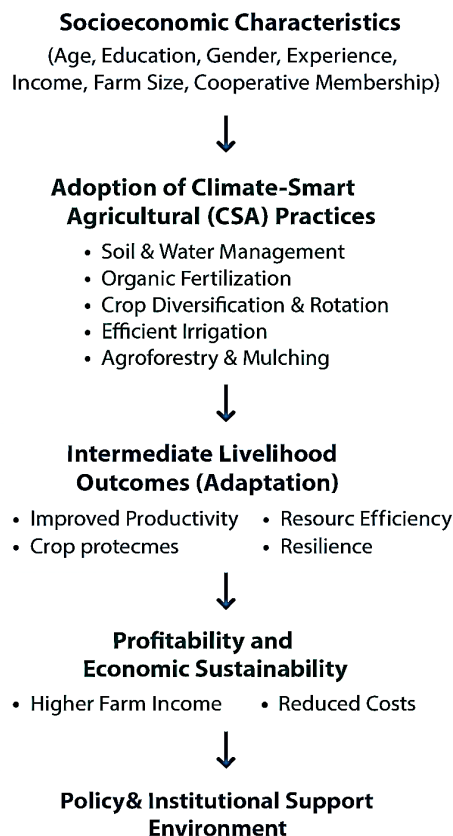 Socioeconomic Characteristics
(Age, Education, Gender, Experience,
Income, Farm Size, Cooperative Membership)
Adoption of Climate-Smart
Agricultural (CSA) Practices
• Soil & Water Management
• Organic Fertilization
• Crop Diversification & Rotation
• Efficient Irrigation
• Agroforestry & Mulching
Intermediate Livelihood
Outcomes (Adaptation)
• Improved Productivity • Resourc Efficiency
• Crop protecmes • Resilience
Profitability and
Economic Sustainability
• Higher Farm Income • Reduced Costs
Policy& Institutional Support
Environment